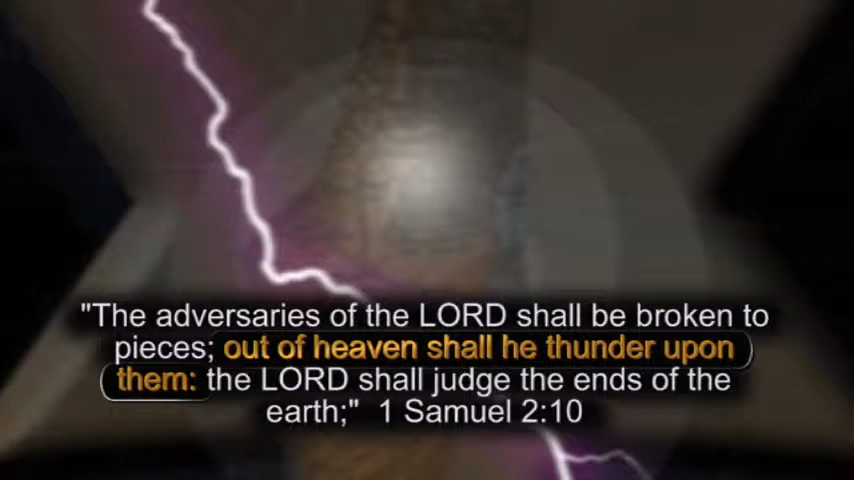 "The adversaries of the LORD shall be broken to
pieces; out of heaven shall he thunder upon
them: the LORD shall judge the ends of the
earth;"  1 Samuel 2:10